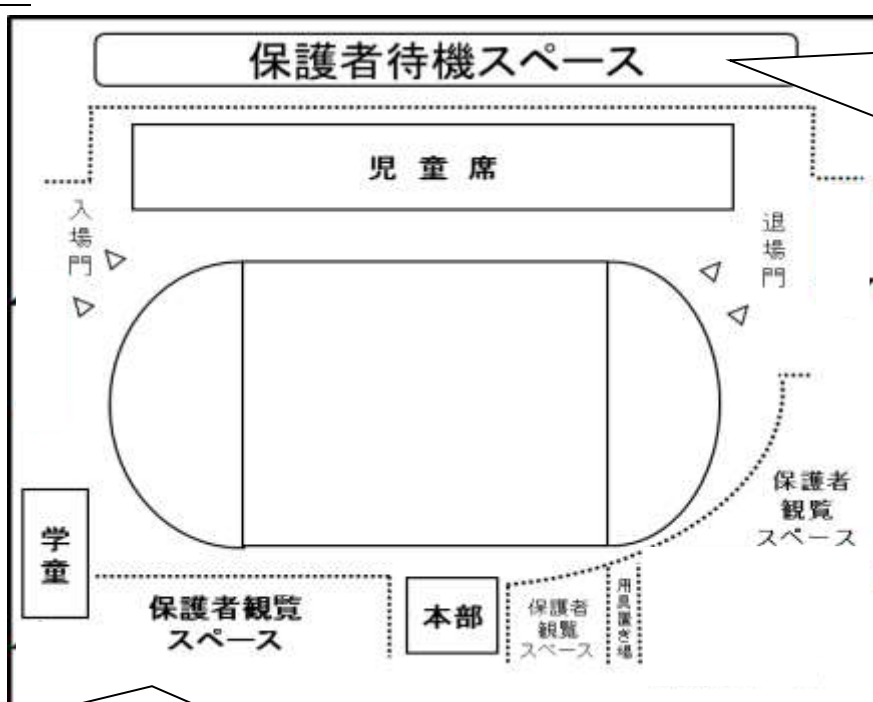 保護者待機スペース
児童席
入場門
退場門
保護者
観覧
スペース
学童
保護者観覧
スペース
本部
保護者
観覧
スペース
用具置き場